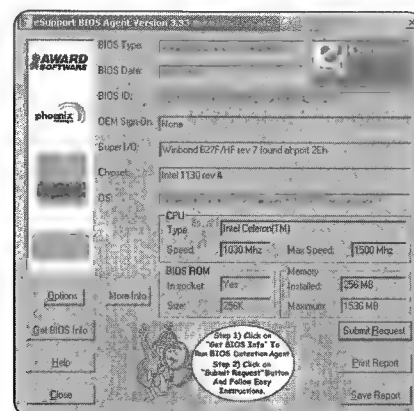 eSupport BIOS Agent Version 3.33
AWARD
SOFTWARE
phoenix
BIOS Type:
BIOS Date:
BIOS ID:
OEM Sign-On: None
Super I/O: Winbond 627F/HF rev 7 found at port 2Eh
Chipset: Intel 1130 rev 4
OS:
CPU
Type Intel Celeron(TM)
Speed: 1030 Mhz Max Speed: 1500 Mhz
BIOS ROM
In socket Yes
Size: 256K
Memory
Installed: 256 MB
Maximum: 1536 MB
Options
More Info
Get BIOS Info
Help
Close
Step 1) Click on
"Get BIOS Info" To
Run BIOS Detection Agent
Step 2) Click on
"Submit Request" Button
And Follow Easy
Instructions.
Submit Request
Print Report
Save Report